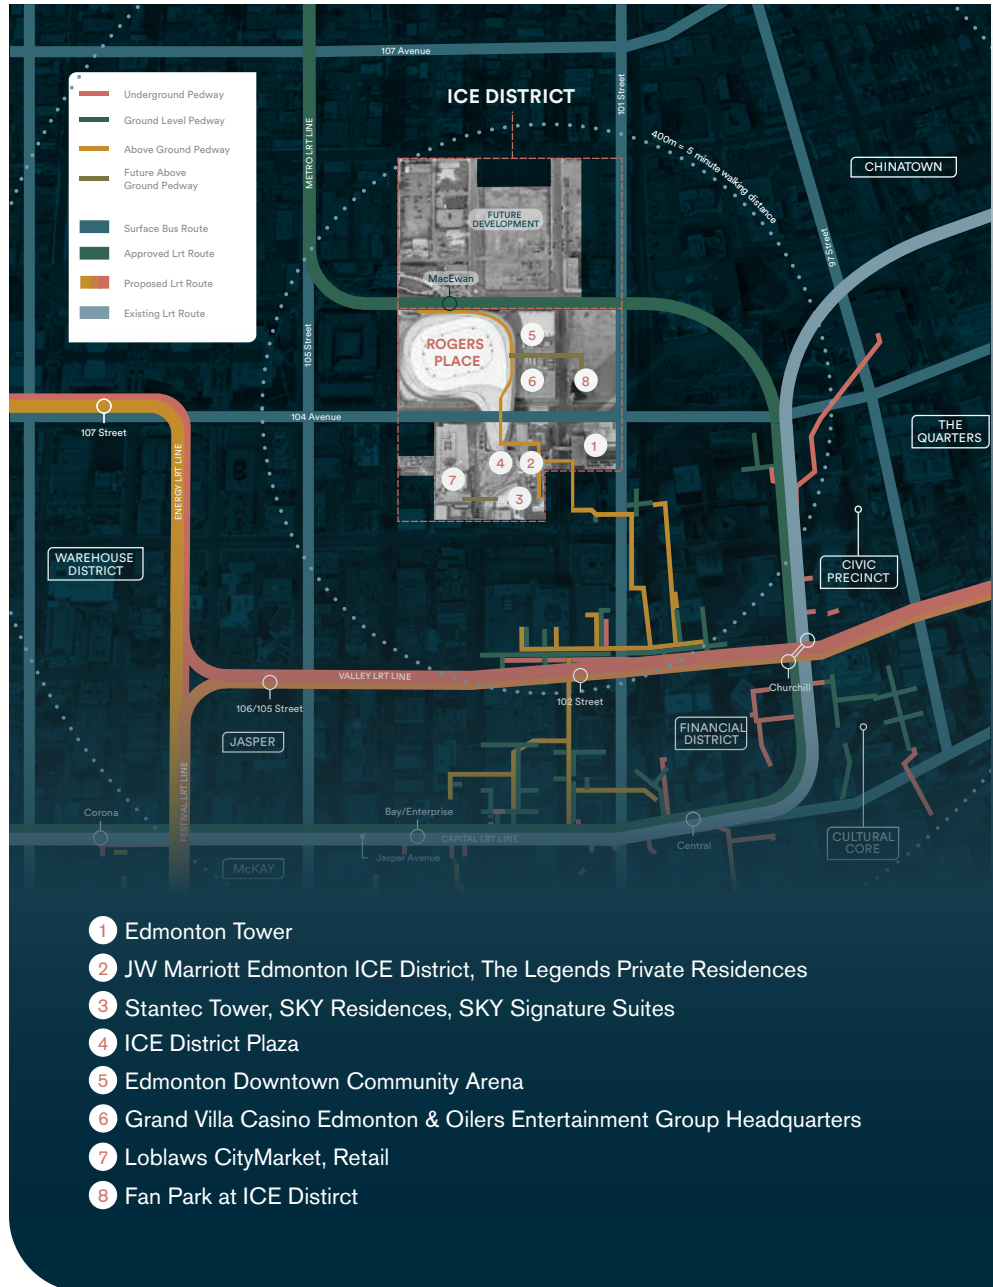 107 Avenue
101 Street
ICE DISTRICT
Underground Pedway
Ground Level Pedway
Above Ground Pedway
Future Above
Ground Pedway
Surface Bus Route
Approved Lrt Route
Proposed Lrt Route
Existing Lrt Route
METRO LRT LINE
400m = 5 minute walking distance
CHINATOWN
FUTURE
DEVELOPMENT
97 Street
MacEwan
105 Street
ROGERS
PLACE
5
6
8
104 Avenue
107 Street
THE
QUARTERS
ENERGY LRT LINE
1
4
2
7
3
WAREHOUSE
DISTRICT
CIVIC
PRECINCT
VALLEY LRT LINE
106/105 Street
102 Street
Churchill
JASPER
FINANCIAL
DISTRICT
FESTIVAL LRT LINE
Corona
Bay/Enterprise
CAPITAL LRT LINE
Central
CULTURAL
CORE
Jasper Avenue
McKAY
1 Edmonton Tower
2 JW Marriott Edmonton ICE District, The Legends Private Residences
3 Stantec Tower, SKY Residences, SKY Signature Suites
4 ICE District Plaza
5 Edmonton Downtown Community Arena
6 Grand Villa Casino Edmonton & Oilers Entertainment Group Headquarters
7 Loblaws CityMarket, Retail
8 Fan Park at ICE Distirct